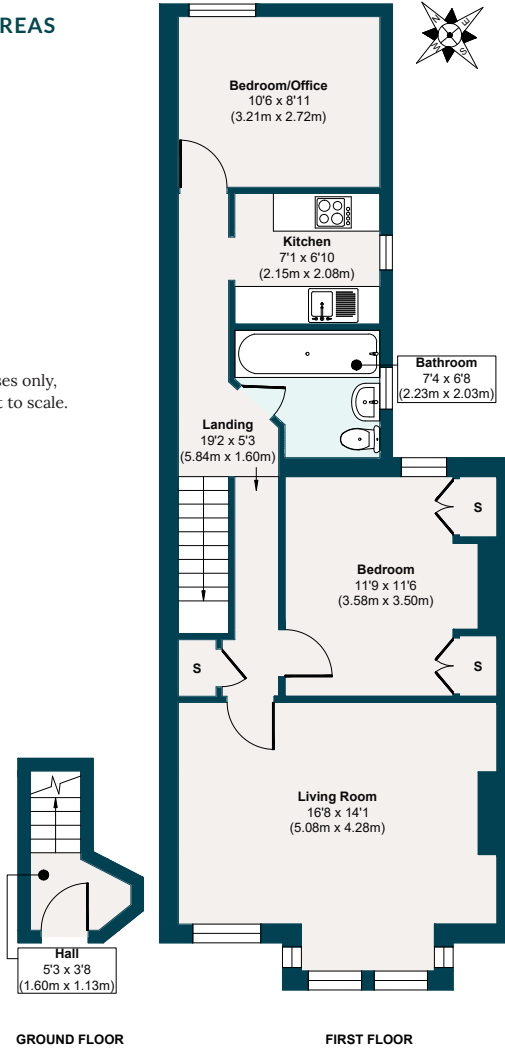 REAS
Bedroom/Office
10'6 x 8'11
(3.21m x 2.72m)
Kitchen
7'1 x 6'10
(2.15m x 2.08m)
Bathroom
7'4 x 6'8
(2.23m x 2.03m)
ses only,
t to scale.
Landing
19'2 x 5'3
(5.84m x 1.60m)
S
Bedroom
11'9 x 11'6
(3.58m x 3.50m)
S
S
Living Room
16'8 x 14'1
(5.08m x 4.28m)
Hall
5'3 x 3'8
(1.60m x 1.13m)
GROUND FLOOR
FIRST FLOOR
N
E
S
W